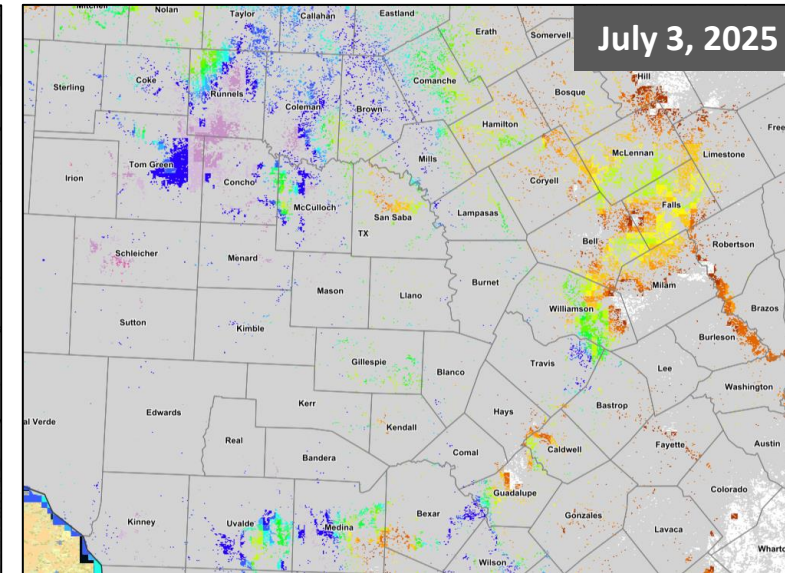 July 3, 2025
Mitchell
Nolan
Taylor
Callahan
Eastland
Erath
Somervell
Hill
Sterling
Coke
Runnels
Coleman
Brown
Comanche
Bosque
Hamilton
McLennan
Limestone
Free
Irion
Tom Green
Concho
McCulloch
Mills
San Saba
TX
Lampasas
Coryell
Falls
Bell
Robertson
Schleicher
Menard
Mason
Llano
Burnet
Williamson
Milam
Brazos
Sutton
Kimble
Burleson
Gillespie
Blanco
Travis
Lee
Washington
al Verde
Edwards
Kerr
Kendall
Hays
Bastrop
Real
Bandera
Comal
Caldwell
Fayette
Austin
Kinney
Uvalde
Medina
Bexar
Guadalupe
Gonzales
Colorado
Lavaca
Wilson
Wharto